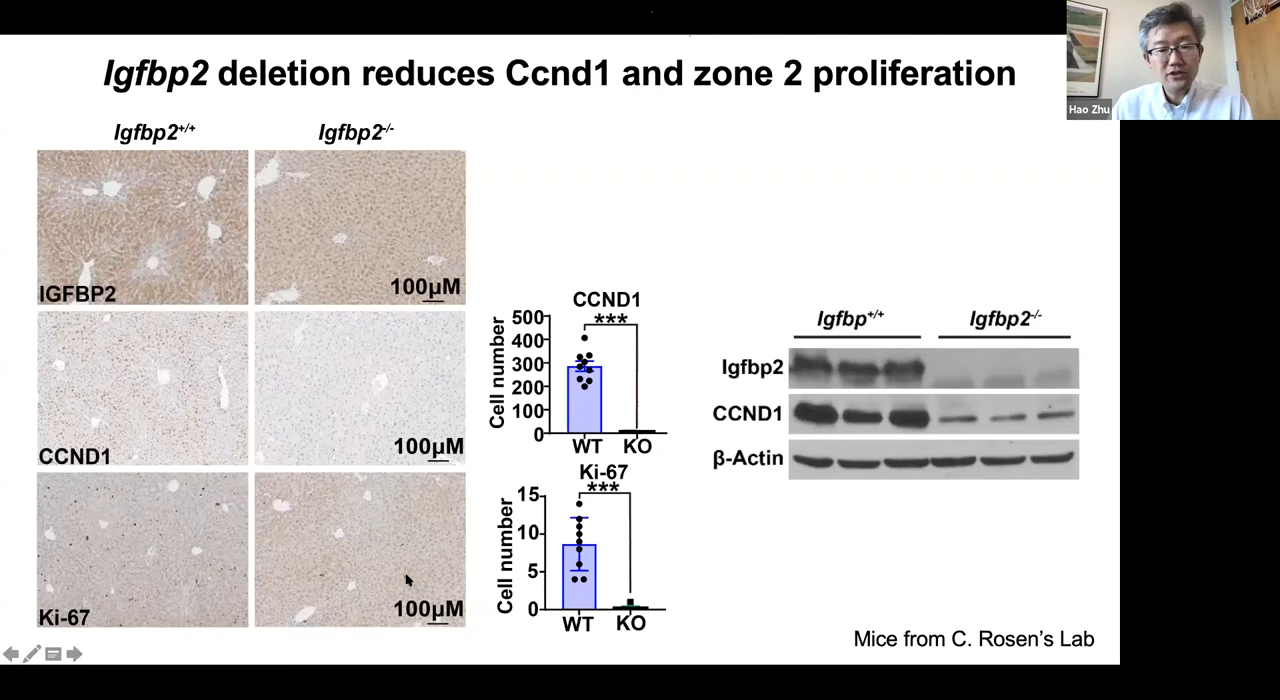 Igfbp2 deletion reduces Ccnd1 and zone 2 proliferation
Hao Zhu
Igfbp2+/+
Igfbp2-/-
IGFBP2
100µM
CCND1
100µM
Ki-67
100µM
CCND1
***
Cell number
500
400
300
200
100
0
WT
KO
Ki-67
***
Cell number
15
10
5
0
WT
KO
Igfbp+/+
Igfbp2-/-
Igfbp2
CCND1
β-Actin
Mice from C. Rosen's Lab